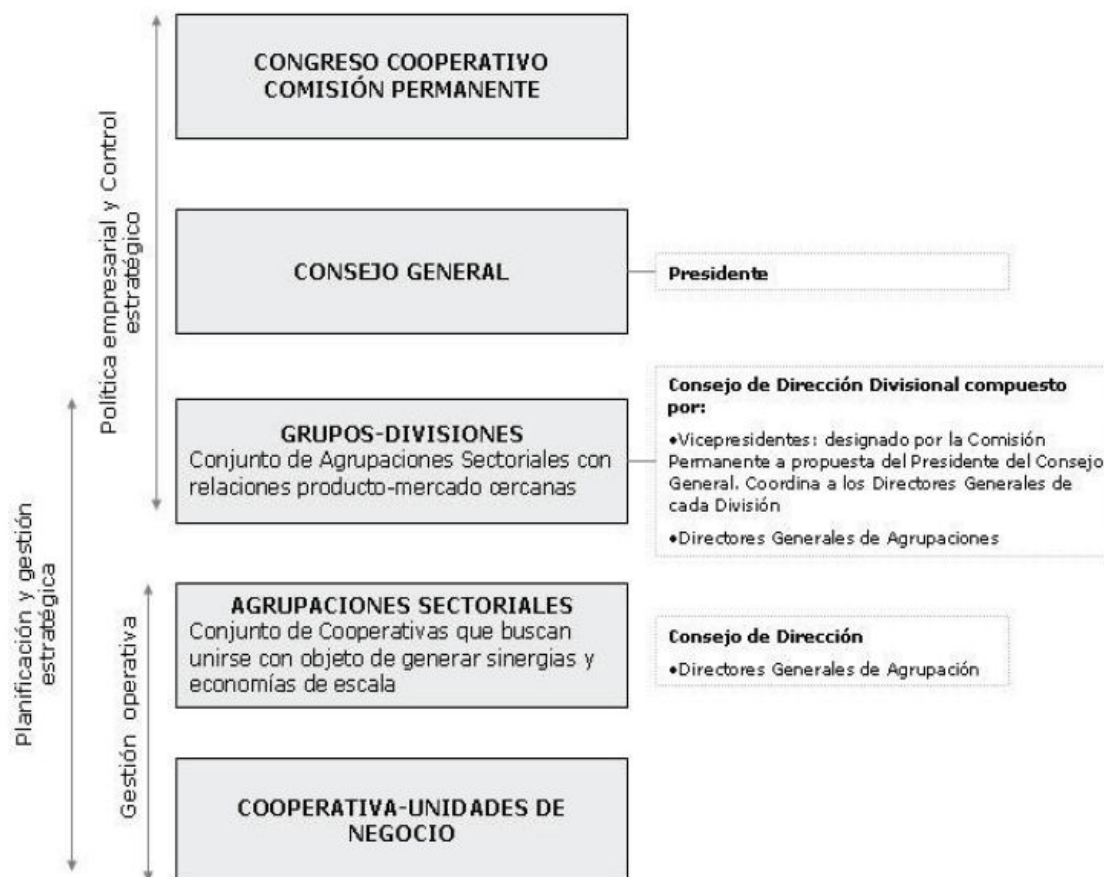 CONGRESO COOPERATIVO
COMISIÓN PERMANENTE
Política empresarial y Control
estratégico
CONSEJO GENERAL
Presidente
GRUPOS-DIVISIONES
Conjunto de Agrupaciones Sectoriales con
relaciones producto-mercado cercanas
Consejo de Dirección Divisional compuesto
por:
•Vicepresidentes: designado por la Comisión
Permanente a propuesta del Presidente del Consejo
General. Coordina a los Directores Generales de
cada División
•Directores Generales de Agrupaciones
Planificación y gestión
estratégica
AGRUPACIONES SECTORIALES
Conjunto de Cooperativas que buscan
unirse con objeto de generar sinergias y
economías de escala
Consejo de Dirección
•Directores Generales de Agrupación
Gestión operativa
COOPERATIVA-UNIDADES DE
NEGOCIO